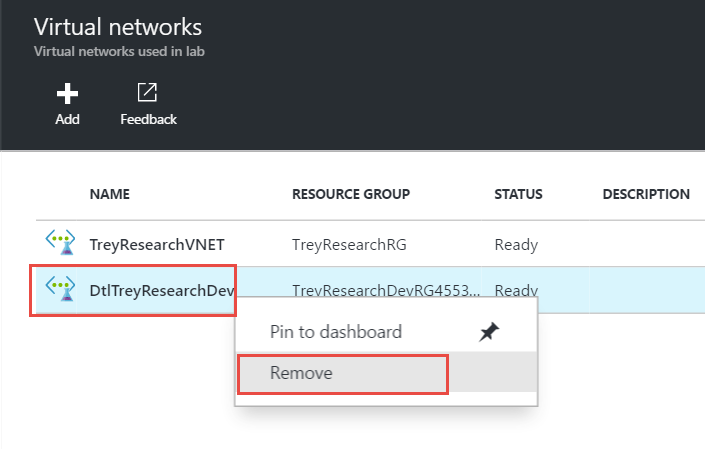 Virtual networks
Virtual networks used in lab
Add Feedback
NAME RESOURCE GROUP STATUS DESCRIPTION
TreyResearchVNET TreyResearchRG Ready
DtlTreyResearchDev TreyResearchDevRG4553... Ready
Pin to dashboard
Remove